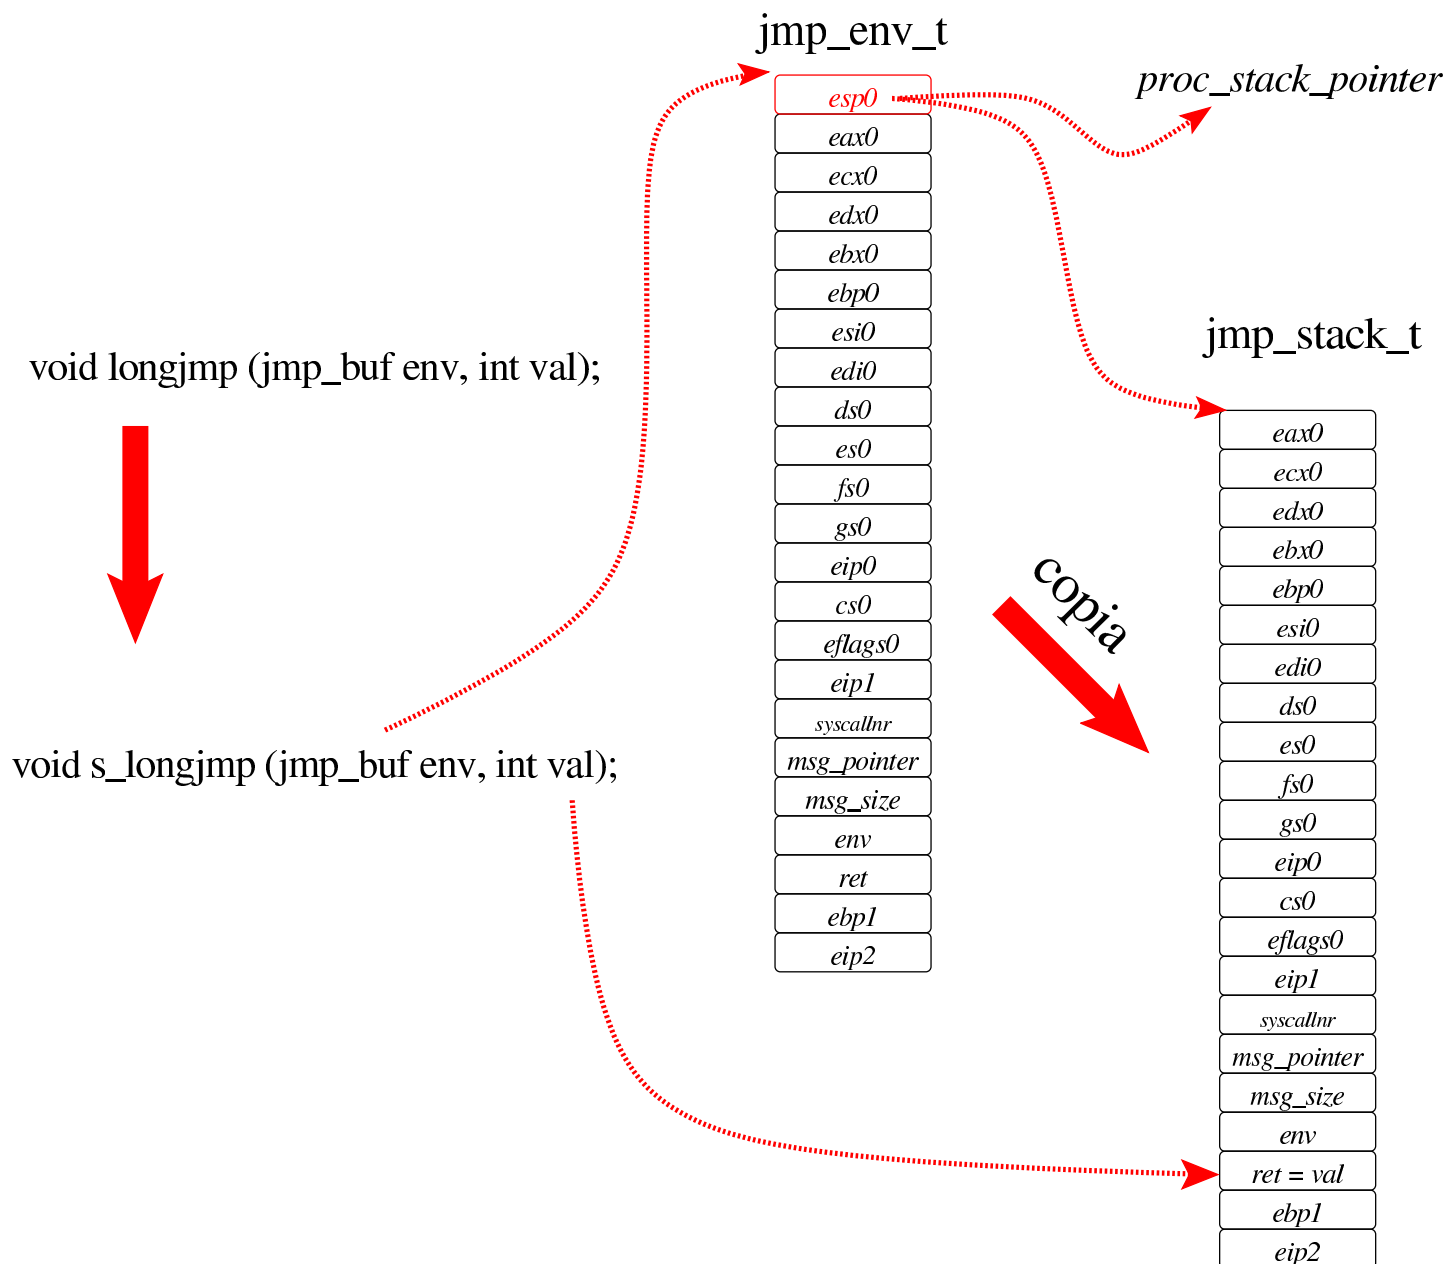 jmp_env_t
proc_stack_pointer
esp0
eax0
ecx0
edx0
ebx0
ebp0
esi0
edi0
ds0
es0
fs0
gs0
eip0
cs0
eflags0
eip1
syscallnr
msg_pointer
msg_size
env
ret
ebp1
eip2
void longjmp (jmp_buf env, int val);
void s_longjmp (jmp_buf env, int val);
copia
jmp_stack_t
eax0
ecx0
edx0
ebx0
ebp0
esi0
edi0
ds0
es0
fs0
gs0
eip0
cs0
eflags0
eip1
syscallnr
msg_pointer
msg_size
env
ret = val
ebp1
eip2